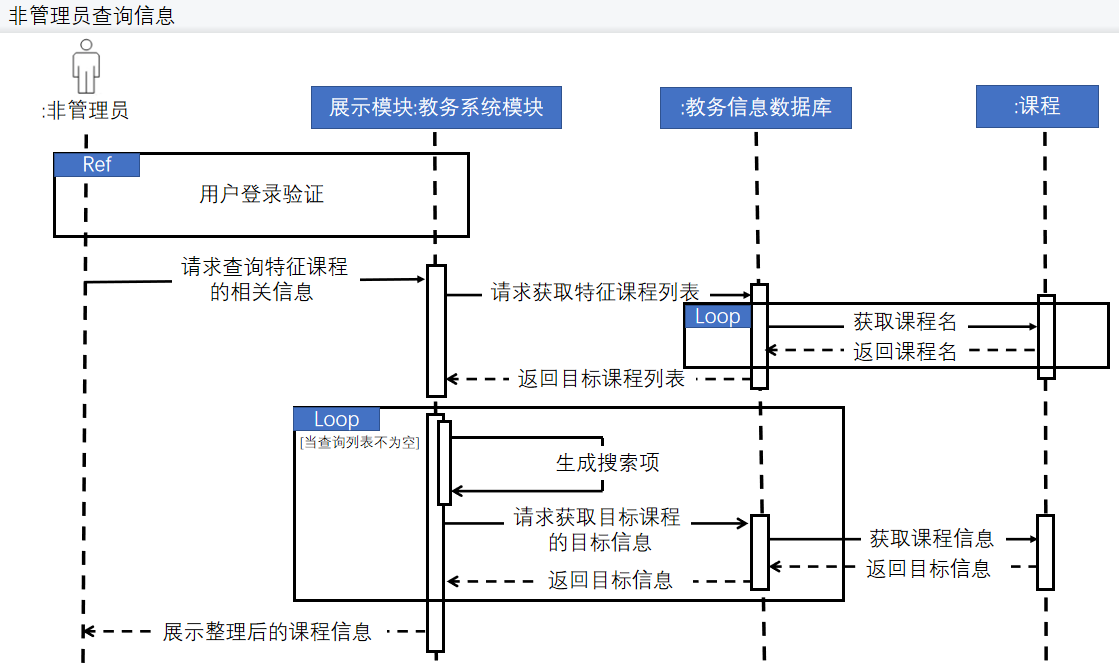 非管理员查询信息
:非管理员
展示模块:教务系统模块
:教务信息数据库
:课程
Ref
用户登录验证
请求查询特征课程
的相关信息
请求获取特征课程列表
Loop
获取课程名
返回课程名
返回目标课程列表
Loop
[当查询列表不为空]
生成搜索项
请求获取目标课程
的目标信息
获取课程信息
返回目标信息
返回目标信息
展示整理后的课程信息